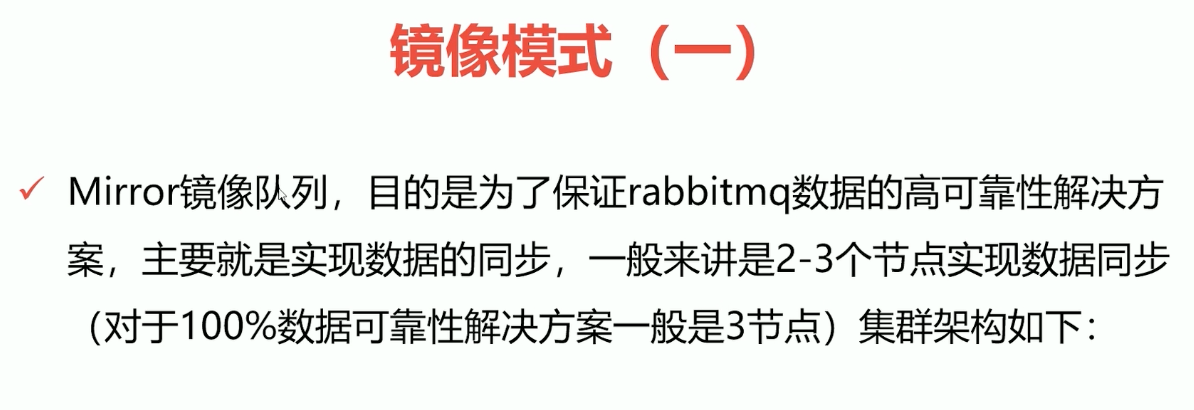 镜像模式（一）
✓ Mirror镜像队列，目的是为了保证rabbitmq数据的高可靠性解决方
案，主要就是实现数据的同步，一般来讲是2-3个节点实现数据同步
（对于100%数据可靠性解决方案一般是3节点）集群架构如下：